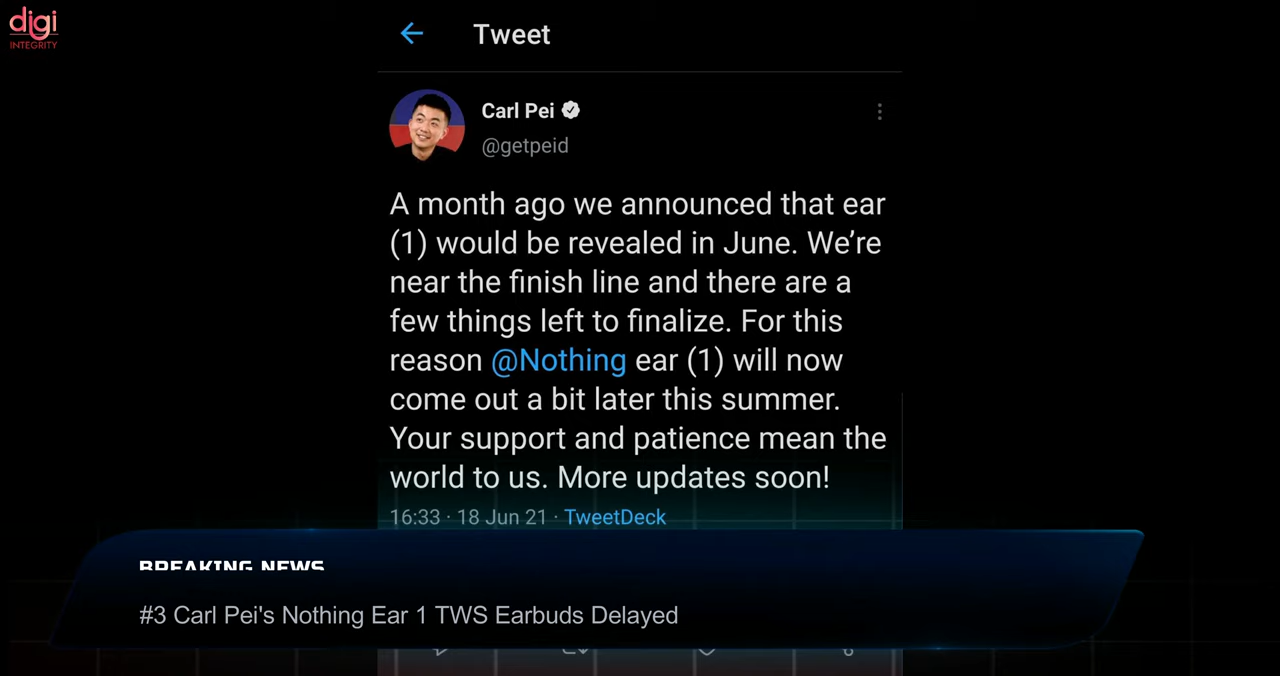 digi
INTEGRITY
Tweet
Carl Pei
@getpeid
A month ago we announced that ear
(1) would be revealed in June. We’re
near the finish line and there are a
few things left to finalize. For this
reason @Nothing ear (1) will now
come out a bit later this summer.
Your support and patience mean the
world to us. More updates soon!
16:33 · 18 Jun 21 · TweetDeck
BREAKING NEWS
#3 Carl Pei's Nothing Ear 1 TWS Earbuds Delayed